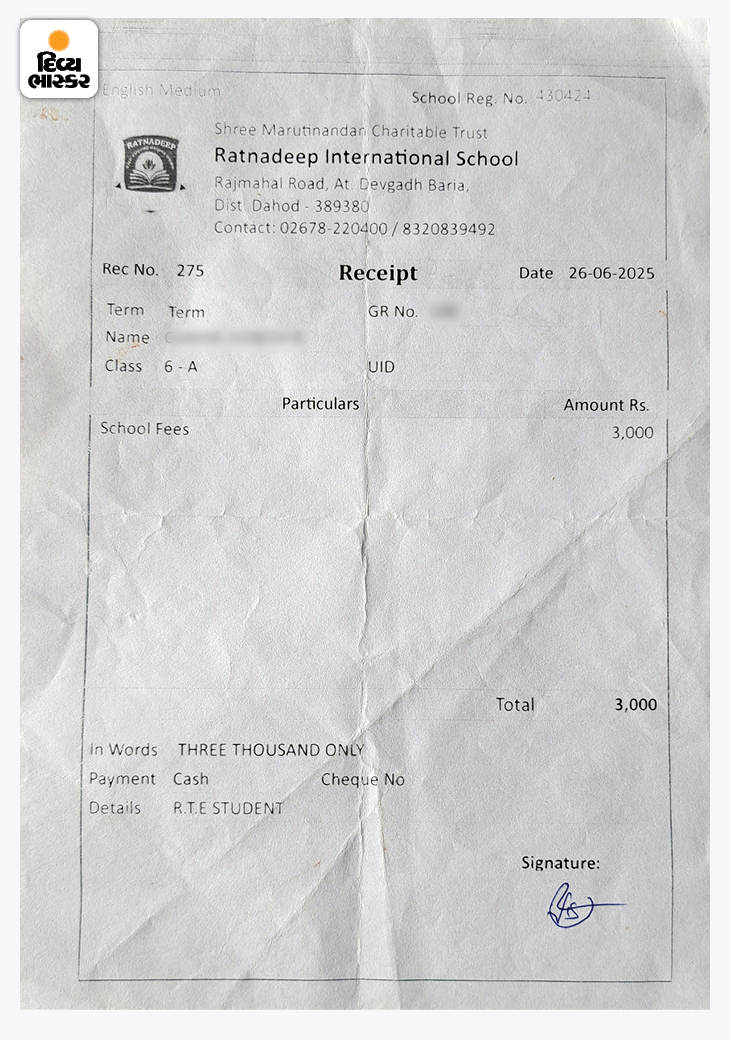 દિવ્ય
ભાસ્કર
English Medium
School Reg. No. 430424
Shree Marutinandan Charitable Trust
RATNADEEP
Ratnadeep International School
Rajmahal Road, At. Devgadh Baria,
Dist. Dahod - 389380
Contact: 02678-220400 / 8320839492
Rec No. 275 Receipt Date 26-06-2025
Term Term GR No.
Name
Class 6 - A UID
Particulars Amount Rs.
School Fees 3,000
Total 3,000
In Words THREE THOUSAND ONLY
Payment Cash Cheque No
Details R.T.E STUDENT
Signature: